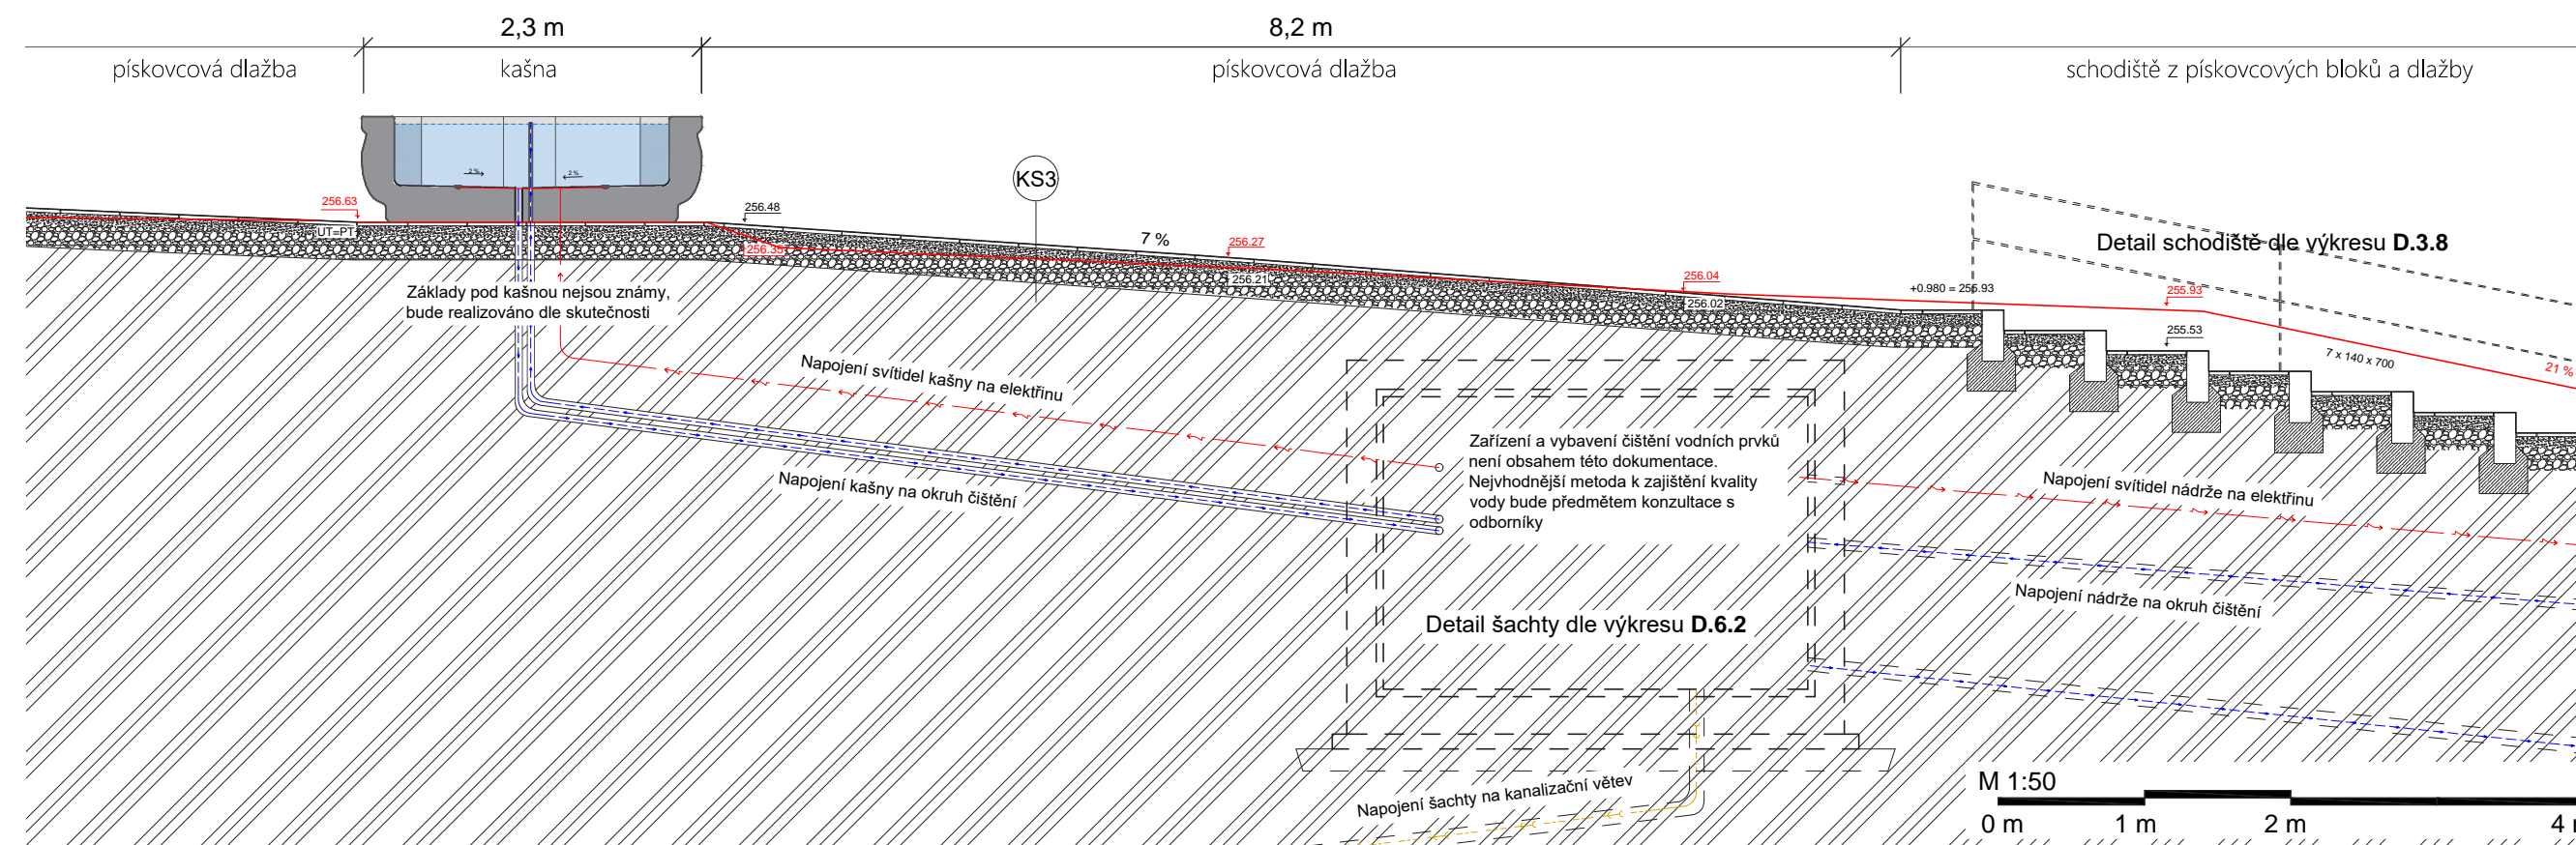 2,3 m
8,2 m
pískovcová dlažba
kašna
pískovcová dlažba
schodiště z pískovcových bloků a dlažby
2 %
2 %
KS3
256.63
256.48
UT=PT
256.35
7 %
256.27
256.21
256.04
256.02
+0.980 = 255.93
255.93
255.53
Detail schodiště dle výkresu D.3.8
7 x 140 x 700
21 %
Základy pod kašnou nejsou známy,
bude realizováno dle skutečnosti
Napojení svítidel kašny na elektřinu
Napojení kašny na okruh čištění
Zařízení a vybavení čištění vodních prvků
není obsahem této dokumentace.
Nejvhodnější metoda k zajištění kvality
vody bude předmětem konzultace s
odborníky
Napojení svítidel nádrže na elektřinu
Napojení nádrže na okruh čištění
Detail šachty dle výkresu D.6.2
Napojení šachty na kanalizační větev
M 1:50
0 m
1 m
2 m
4 m